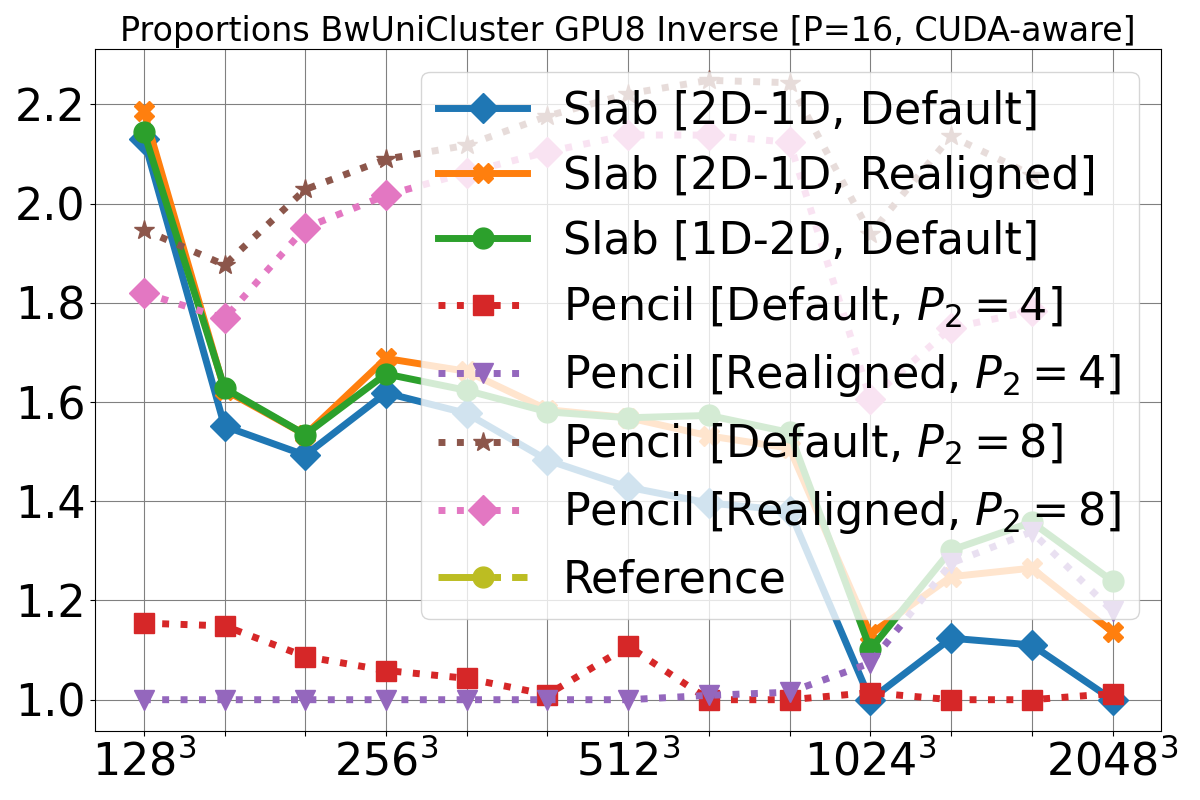 Proportions BwUniCluster GPU8 Inverse [P=16, CUDA-aware]
2.2
2.0
1.8
1.6
1.4
1.2
1.0
Slab [2D-1D, Default]
Slab [2D-1D, Realigned]
Slab [1D-2D, Default]
Pencil [Default, P₂ = 4]
Pencil [Realigned, P₂ = 4]
Pencil [Default, P₂ = 8]
Pencil [Realigned, P₂ = 8]
Reference
128³ 256³ 512³ 1024³ 2048³